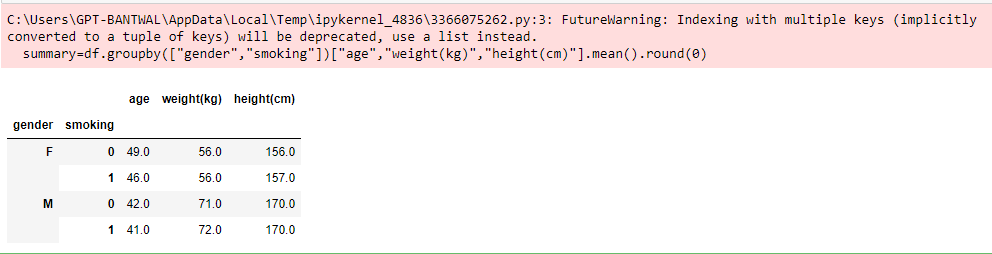 C:\Users\GPT-BANTWAL\AppData\Local\Temp\ipykernel_4836\3366075262.py:3: FutureWarning: Indexing with multiple keys (implicitly
converted to a tuple of keys) will be deprecated, use a list instead.
summary=df.groupby(["gender","smoking"])["age","weight(kg)","height(cm)"].mean().round(0)
age weight(kg) height(cm)
gender smoking
F 0 49.0 56.0 156.0
1 46.0 56.0 157.0
M 0 42.0 71.0 170.0
1 41.0 72.0 170.0